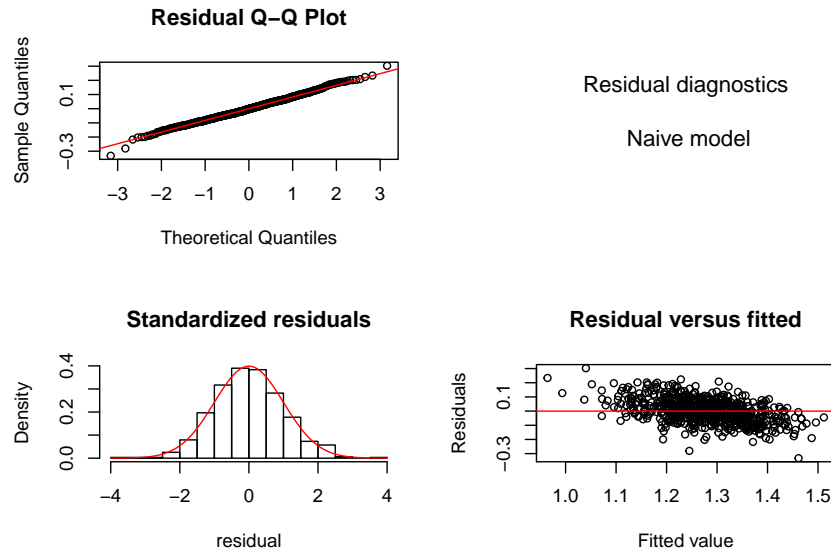 Residual Q−Q Plot
Sample Quantiles
0.1
−0.3
−3 −2 −1 0 1 2 3
Theoretical Quantiles
Residual diagnostics
Naive model
Standardized residuals
Density
0.4
0.2
0.0
−4 −2 0 2 4
residual
Residual versus fitted
Residuals
0.1
−0.3
1.0 1.1 1.2 1.3 1.4 1.5
Fitted value